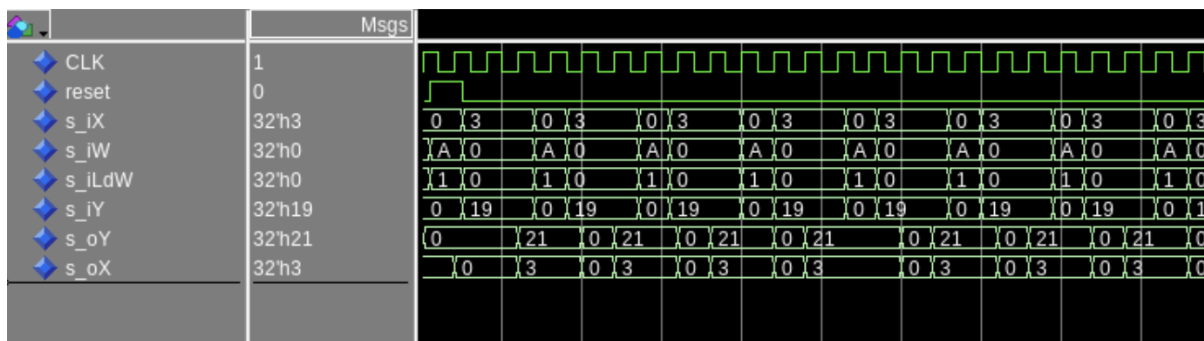 Msgs
CLK 1
reset 0
s_iX 32'h3 0 3 0 3 0 3 0 3 0 3 0 3 0 3 0 3
s_iW 32'h0 A 0 A 0 A 0 A 0 A 0 A 0 A 0 A 0
s_iLdW 32'h0 1 0 1 0 1 0 1 0 1 0 1 0 1 0 1 0
s_iY 32'h19 0 19 0 19 0 19 0 19 0 19 0 19 0 19 0 1
s_oY 32'h21 0 21 0 21 0 21 0 21 0 21 0 21 0 21 0
s_oX 32'h3 0 3 0 3 0 3 0 3 0 3 0 3 0 3 0